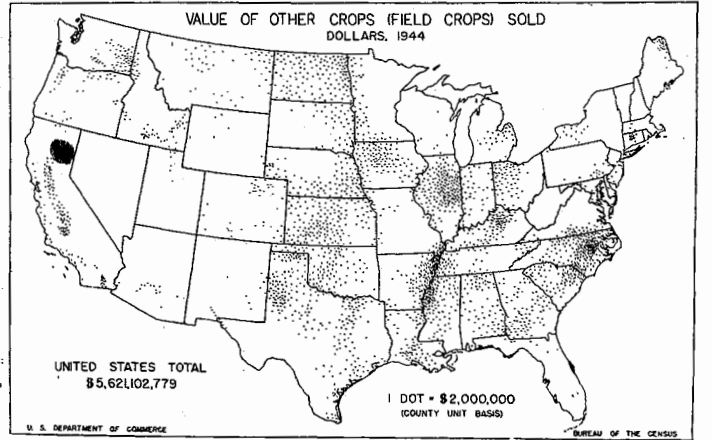 VALUE OF OTHER CROPS (FIELD CROPS) SOLD
DOLLARS, 1944
UNITED STATES TOTAL
$5,621,102,779
1 DOT = $2,000,000
(COUNTY UNIT BASIS)
U. S. DEPARTMENT OF COMMERCE
BUREAU OF THE CENSUS